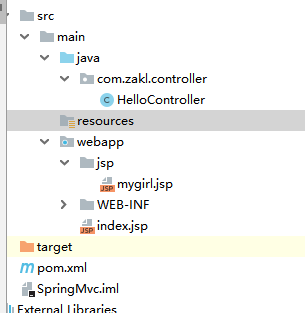 src
main
java
com.zakl.controller
C HelloController
resources
webapp
jsp
JSP mygirl.jsp
WEB-INF
JSP index.jsp
target
m pom.xml
SpringMvc.iml
External Libraries